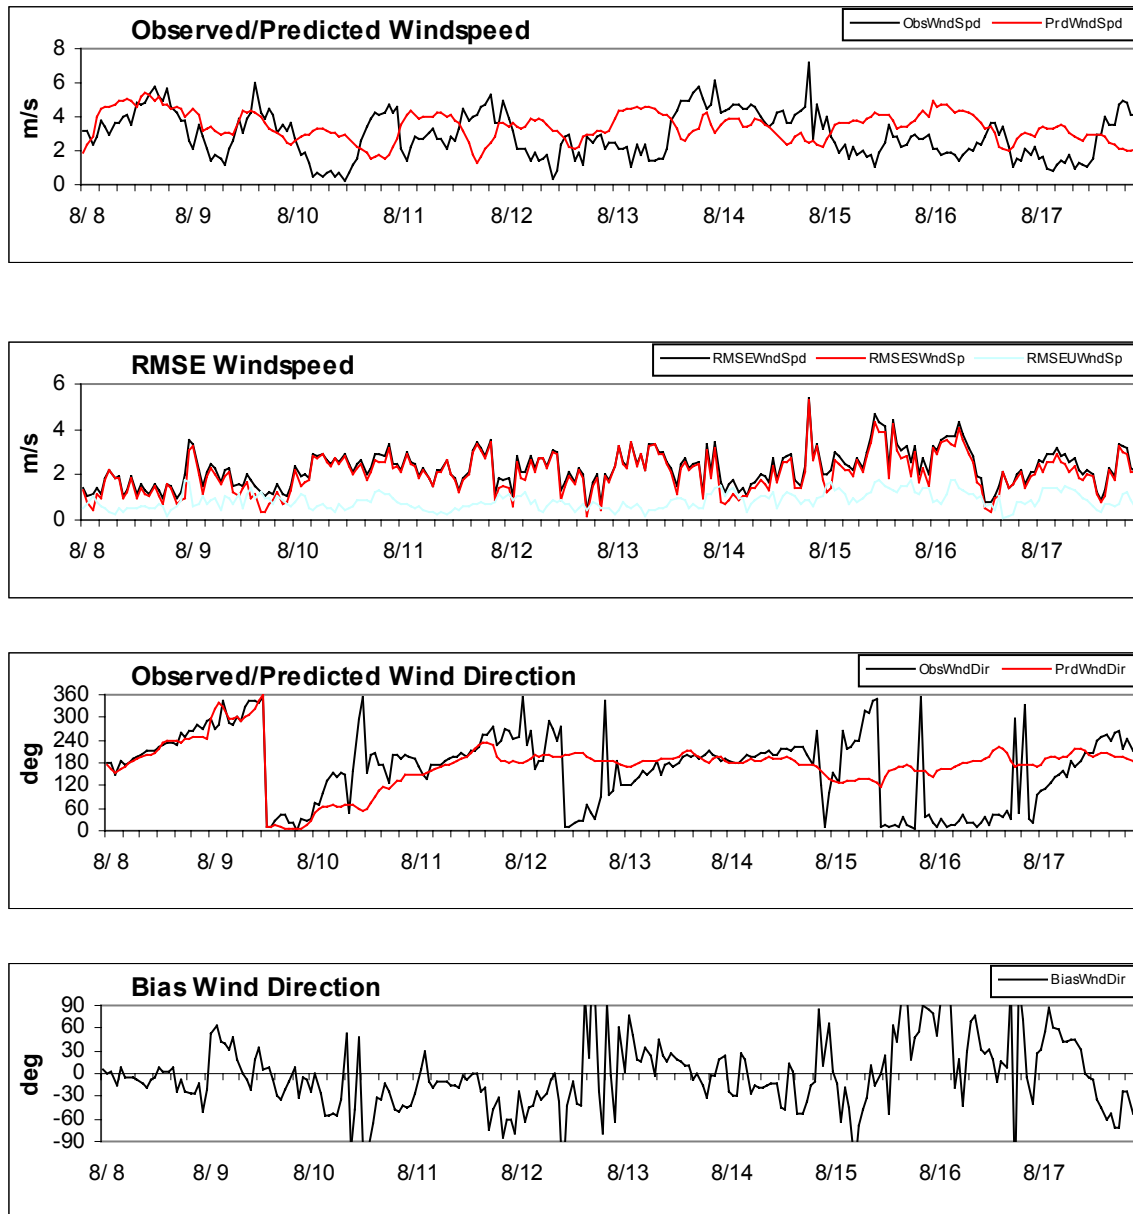 Observed/Predicted Windspeed
ObsWndSpd PrdWndSpd
8
6
4
2
0
m/s
8/ 8 8/ 9 8/10 8/11 8/12 8/13 8/14 8/15 8/16 8/17
RMSE Windspeed
RMSEWndSpd RMSESWndSp RMSEUWndSp
6
4
2
0
m/s
8/ 8 8/ 9 8/10 8/11 8/12 8/13 8/14 8/15 8/16 8/17
Observed/Predicted Wind Direction
ObsWndDir PrdWndDir
360
300
240
180
120
60
0
deg
8/ 8 8/ 9 8/10 8/11 8/12 8/13 8/14 8/15 8/16 8/17
Bias Wind Direction
BiasWndDir
90
60
30
0
-30
-60
-90
deg
8/ 8 8/ 9 8/10 8/11 8/12 8/13 8/14 8/15 8/16 8/17